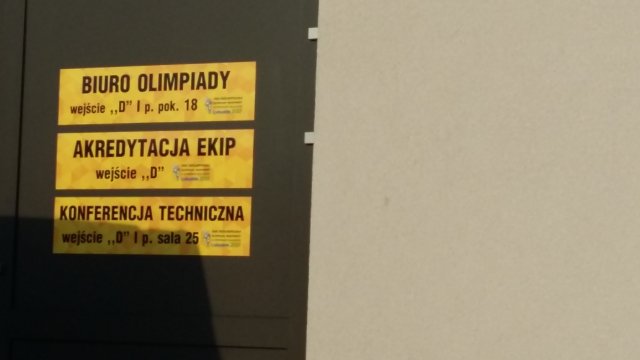 BIURO OLIMPIADY
wejście ,,D” I p. pok. 18
AKREDYTACJA EKIP
wejście ,,D”
KONFERENCJA TECHNICZNA
wejście ,,D” I p. sala 25